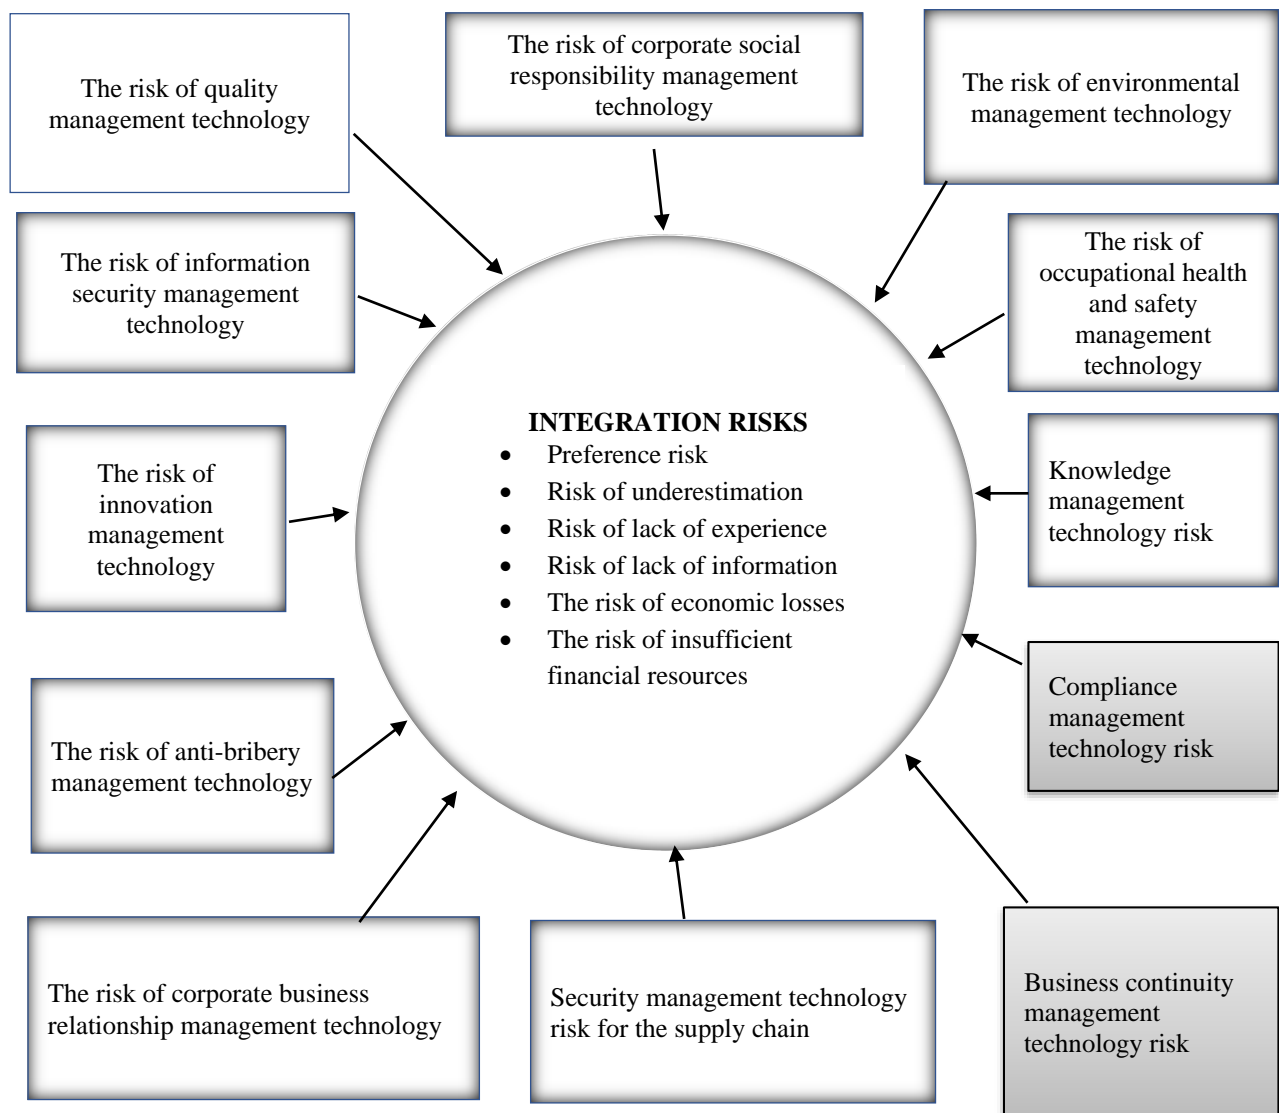 The risk of quality
management technology
The risk of corporate social
responsibility management
technology
The risk of environmental
management technology
The risk of information
security management
technology
The risk of
occupational health
and safety
management
technology
INTEGRATION RISKS
• Preference risk
• Risk of underestimation
• Risk of lack of experience
• Risk of lack of information
• The risk of economic losses
• The risk of insufficient
financial resources
The risk of
innovation
management
technology
Knowledge
management
technology risk
Compliance
management
technology risk
The risk of anti-bribery
management technology
The risk of corporate business
relationship management technology
Security management technology
risk for the supply chain
Business continuity
management
technology risk